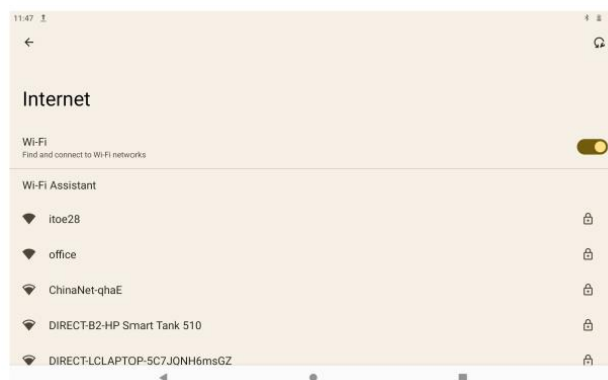 11:47
Internet
Wi-Fi
Find and connect to Wi-Fi networks
Wi-Fi Assistant
itoe28
office
ChinaNet-qhaE
DIRECT-B2-HP Smart Tank 510
DIRECT-LCLAPTOP-5C7JQNH6msGZ